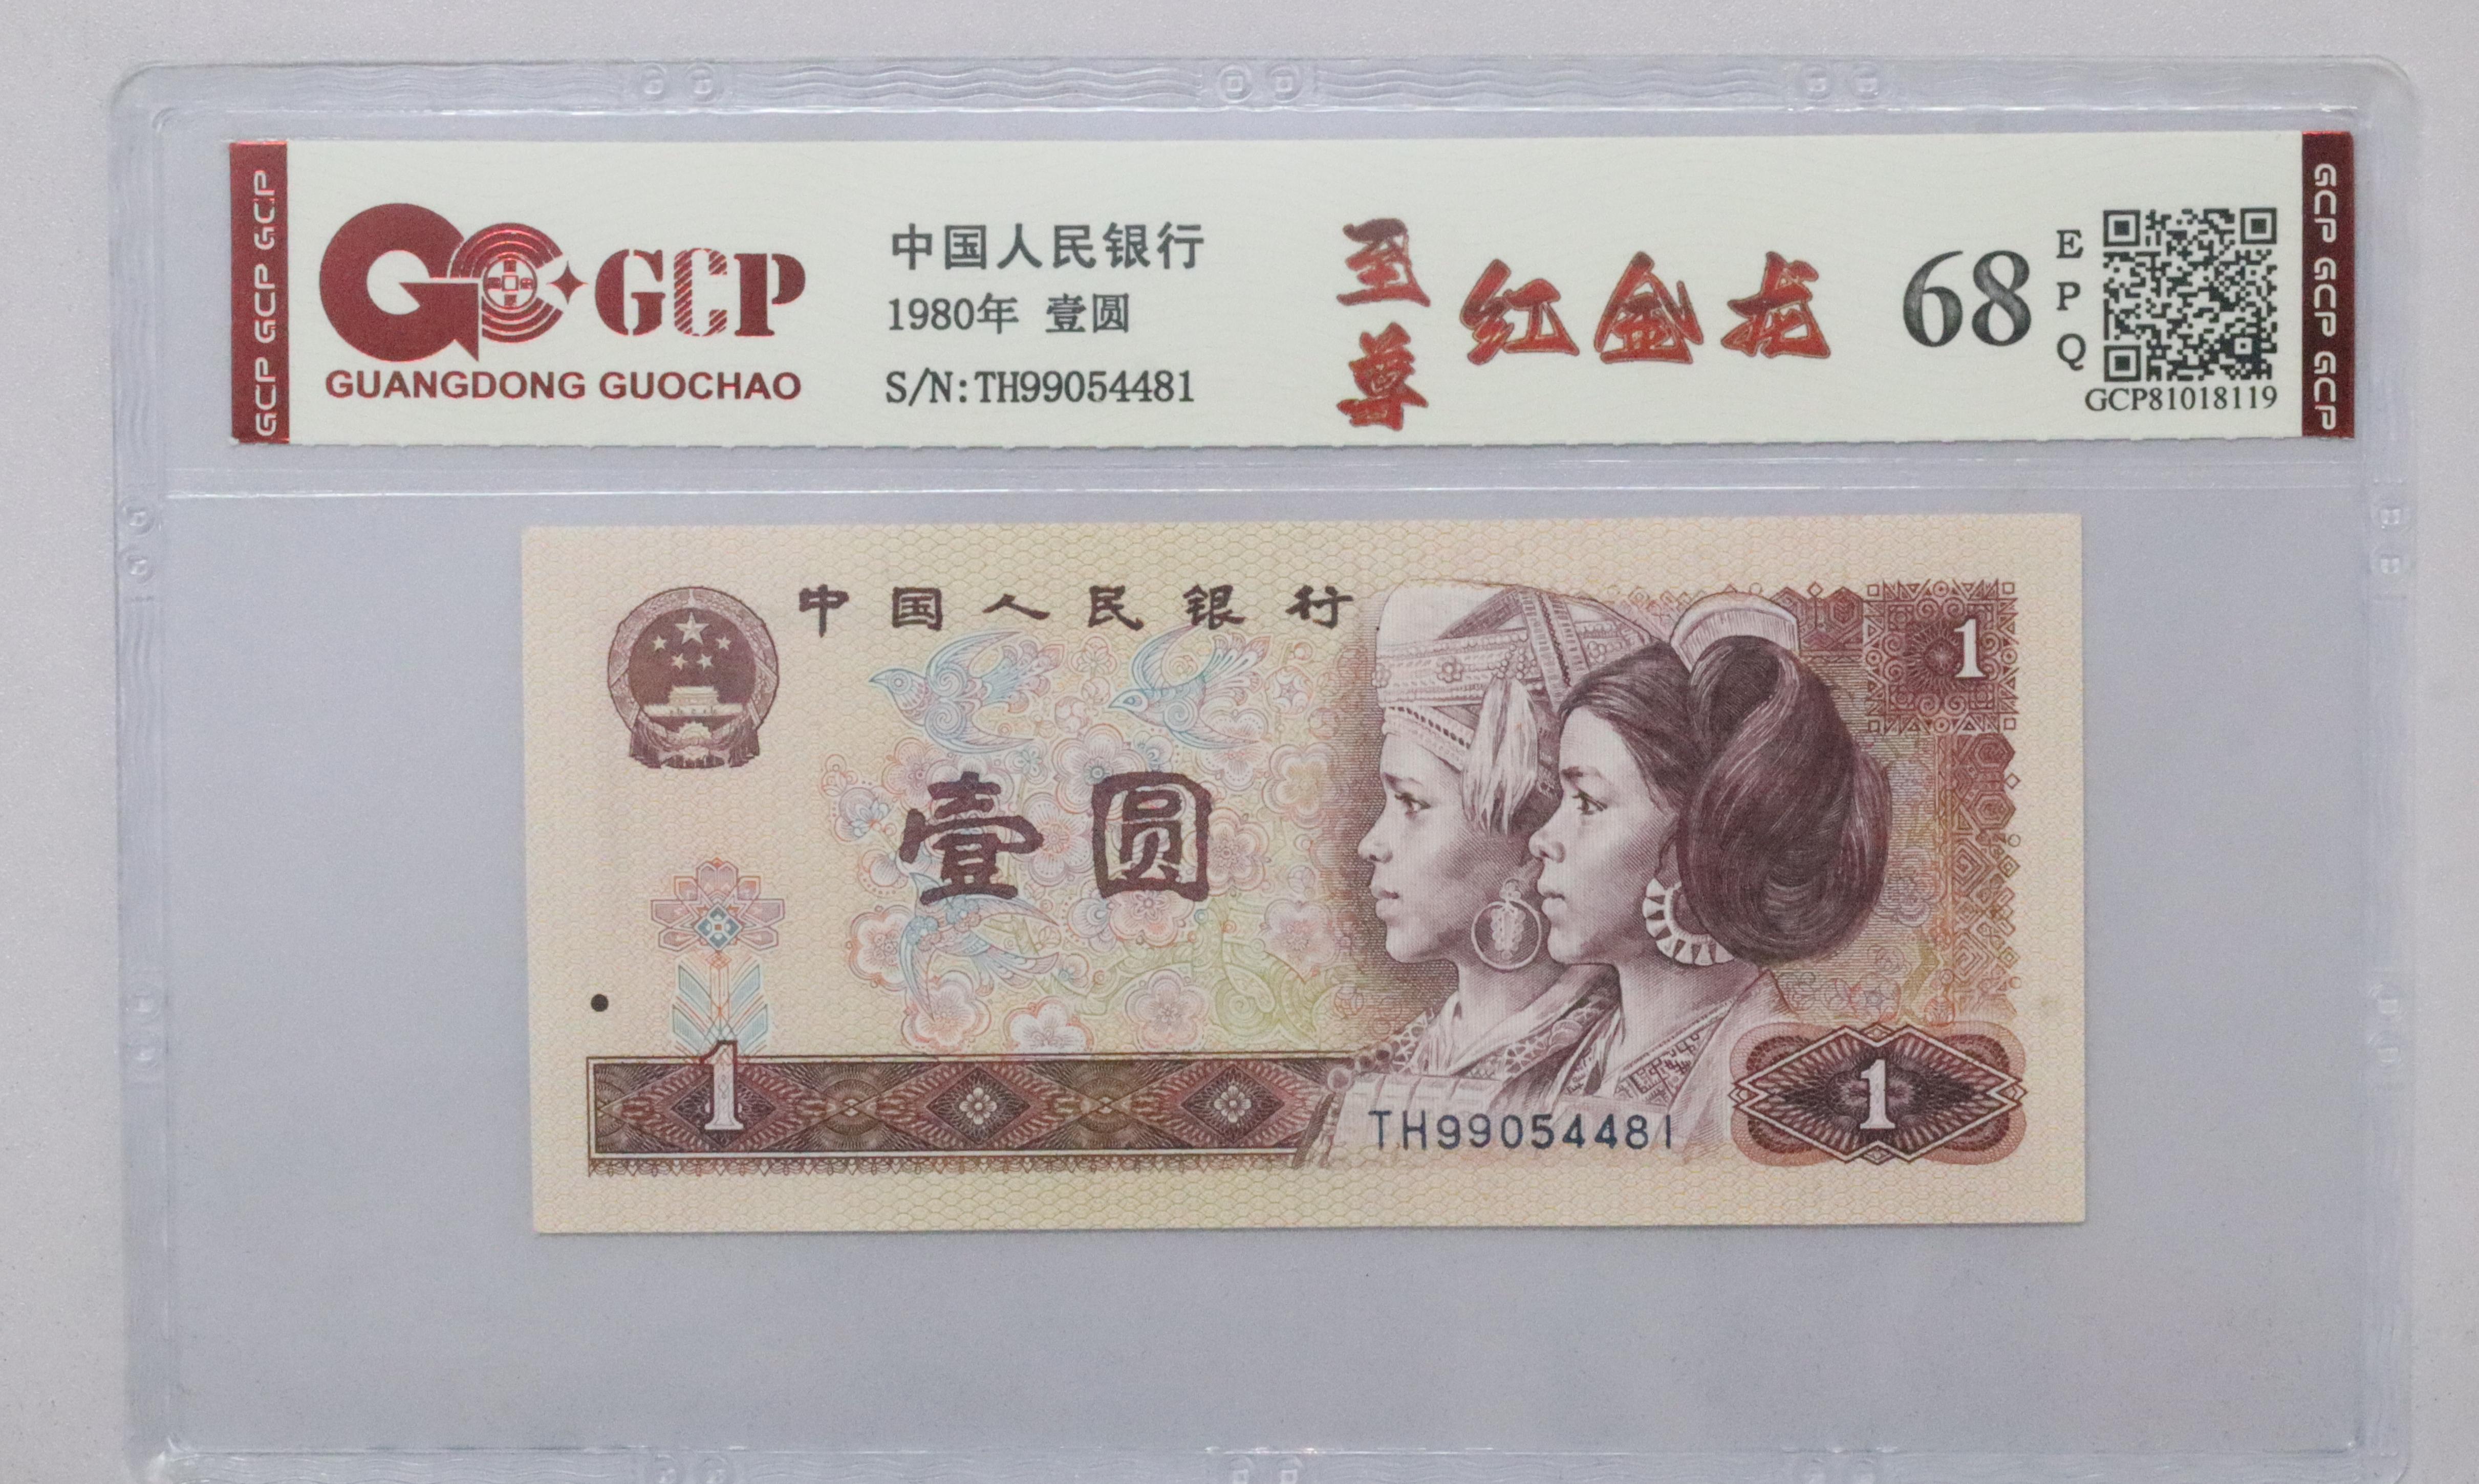 GCP GCP GCP
GCP
GUANGDONG GUOCHAO
中国人民银行
1980年 壹圆
S/N:TH99054481
至尊
红金龙
68
EPQ
GCP81018119
GCP GCP GCP
中国人民银行
1
壹圆
1
TH99054481
1